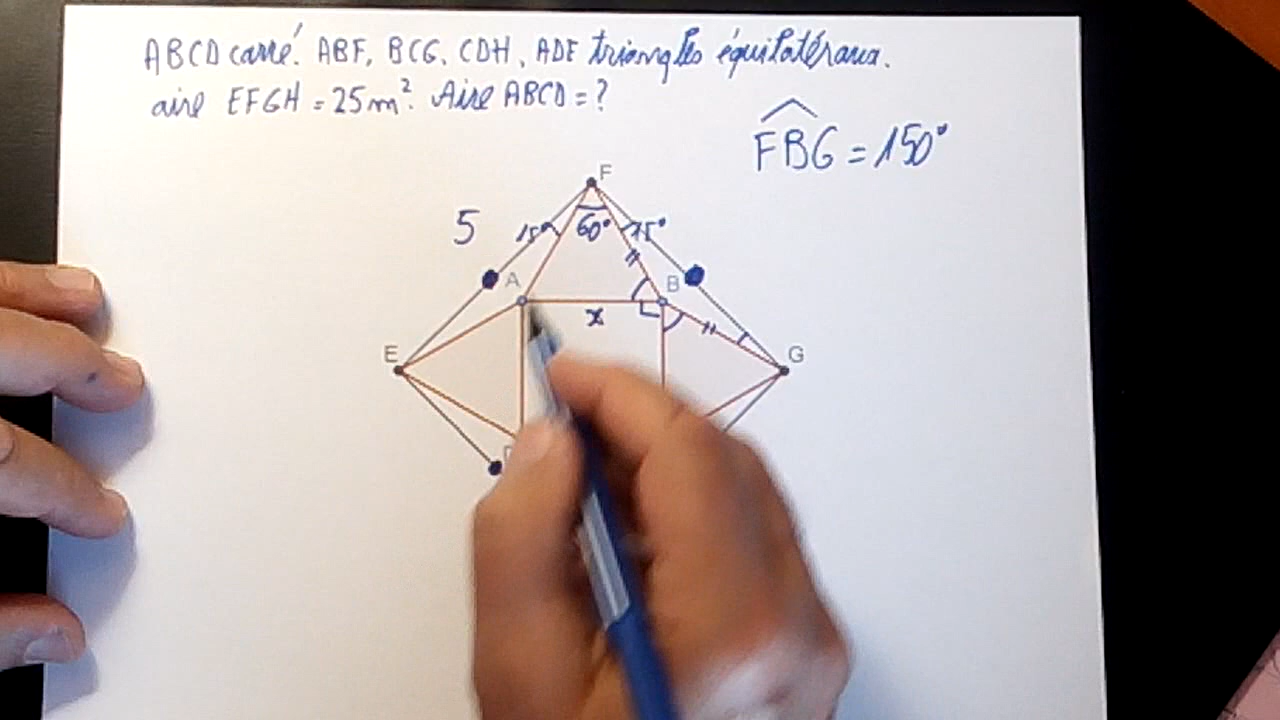 ABCD carré. ABF, BCG, CDH, ADE triangles équilatéraux.
aire EFGH = 25 m². Aire ABCD = ?
FBG = 150°
F
5
15°
60°
15°
A
B
x
E
G